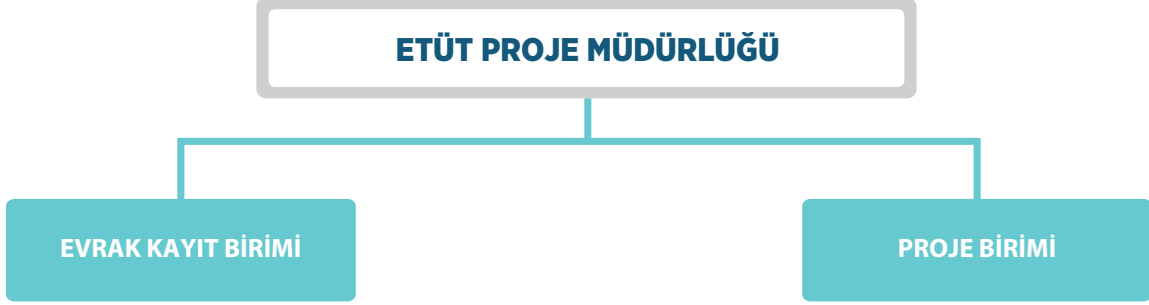 ETÜT PROJE MÜDÜRLÜĞÜ
EVRAK KAYIT BİRİMİ
PROJE BİRİMİ